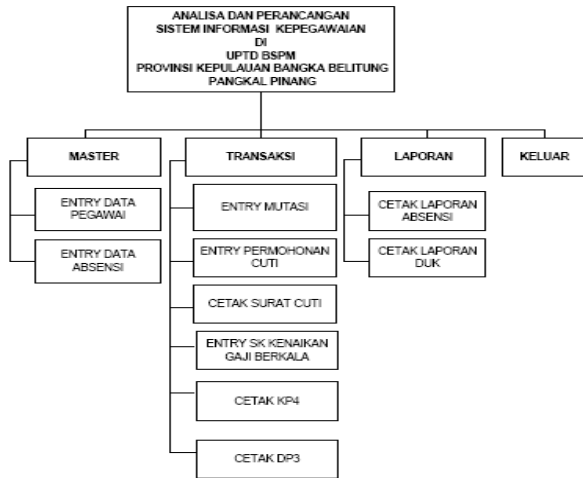 ANALISA DAN PERANCANGAN
SISTEM INFORMASI KEPEGAWAIAN
DI
UPTD BSPM
PROVINSI KEPULAUAN BANGKA BELITUNG
PANGKAL PINANG
MASTER
TRANSAKSI
LAPORAN
KELUAR
ENTRY DATA
PEGAWAI
ENTRY DATA
ABSENSI
ENTRY MUTASI
ENTRY PERMOHONAN
CUTI
CETAK SURAT CUTI
ENTRY SK KENAIKAN
GAJI BERKALA
CETAK KP4
CETAK DP3
CETAK LAPORAN
ABSENSI
CETAK LAPORAN
DUK